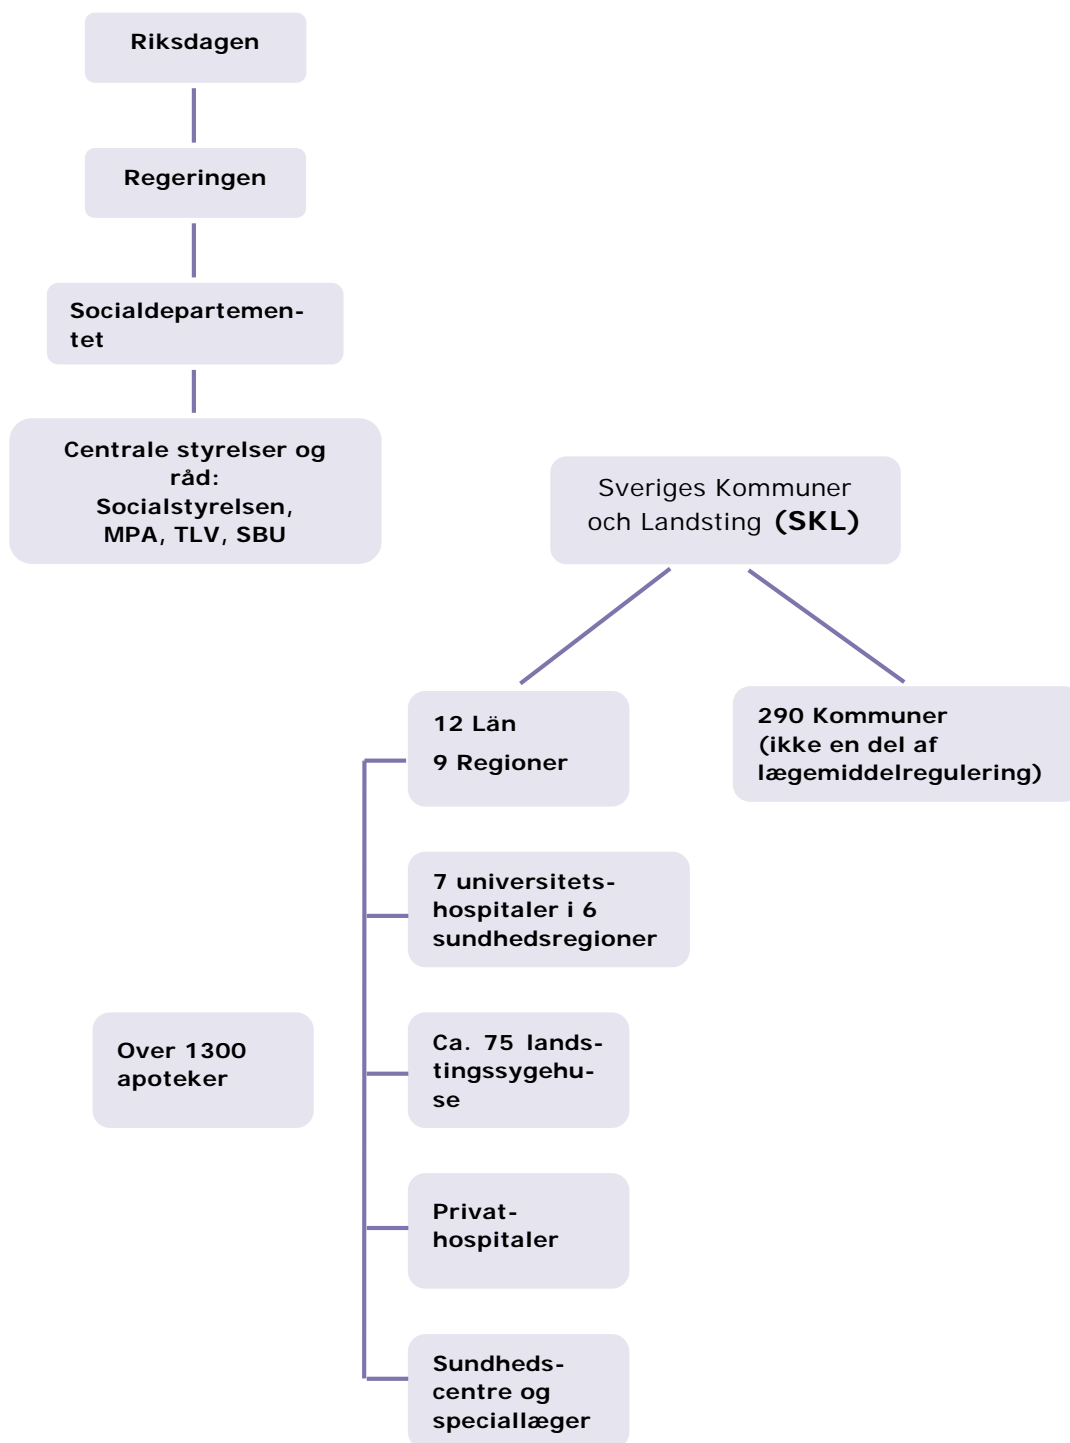 Riksdagen
Regeringen
Socialdepartemen-
tet
Centrale styrelser og
råd:
Socialstyrelsen,
MPA, TLV, SBU
Sveriges Kommuner
och Landsting (SKL)
12 Län
9 Regioner
290 Kommuner
(ikke en del af
lægemiddelregulering)
7 universitets-
hospitaler i 6
sundhedsregioner
Over 1300
apoteker
Ca. 75 lands-
tingssygehu-
se
Privat-
hospitaler
Sundheds-
centre og
speciallæger